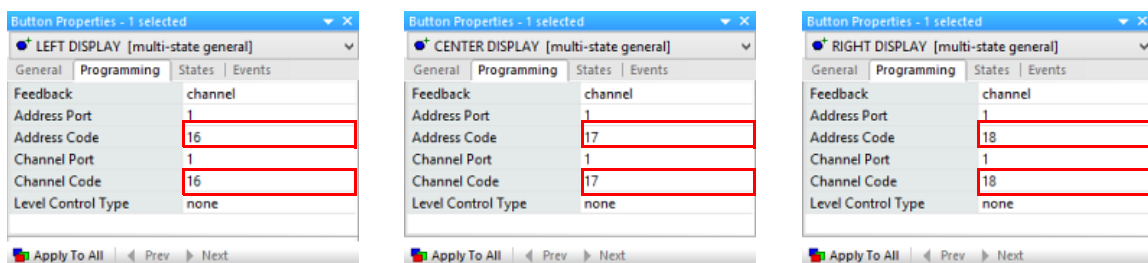 Button Properties - 1 selected
LEFT DISPLAY [multi-state general]
General Programming States | Events
Feedback channel
Address Port 1
Address Code 16
Channel Port 1
Channel Code 16
Level Control Type none
Apply To All Prev Next
Button Properties - 1 selected
CENTER DISPLAY [multi-state general]
General Programming States | Events
Feedback channel
Address Port 1
Address Code 17
Channel Port 1
Channel Code 17
Level Control Type none
Apply To All Prev Next
Button Properties - 1 selected
RIGHT DISPLAY [multi-state general]
General Programming States | Events
Feedback channel
Address Port 1
Address Code 18
Channel Port 1
Channel Code 18
Level Control Type none
Apply To All Prev Next